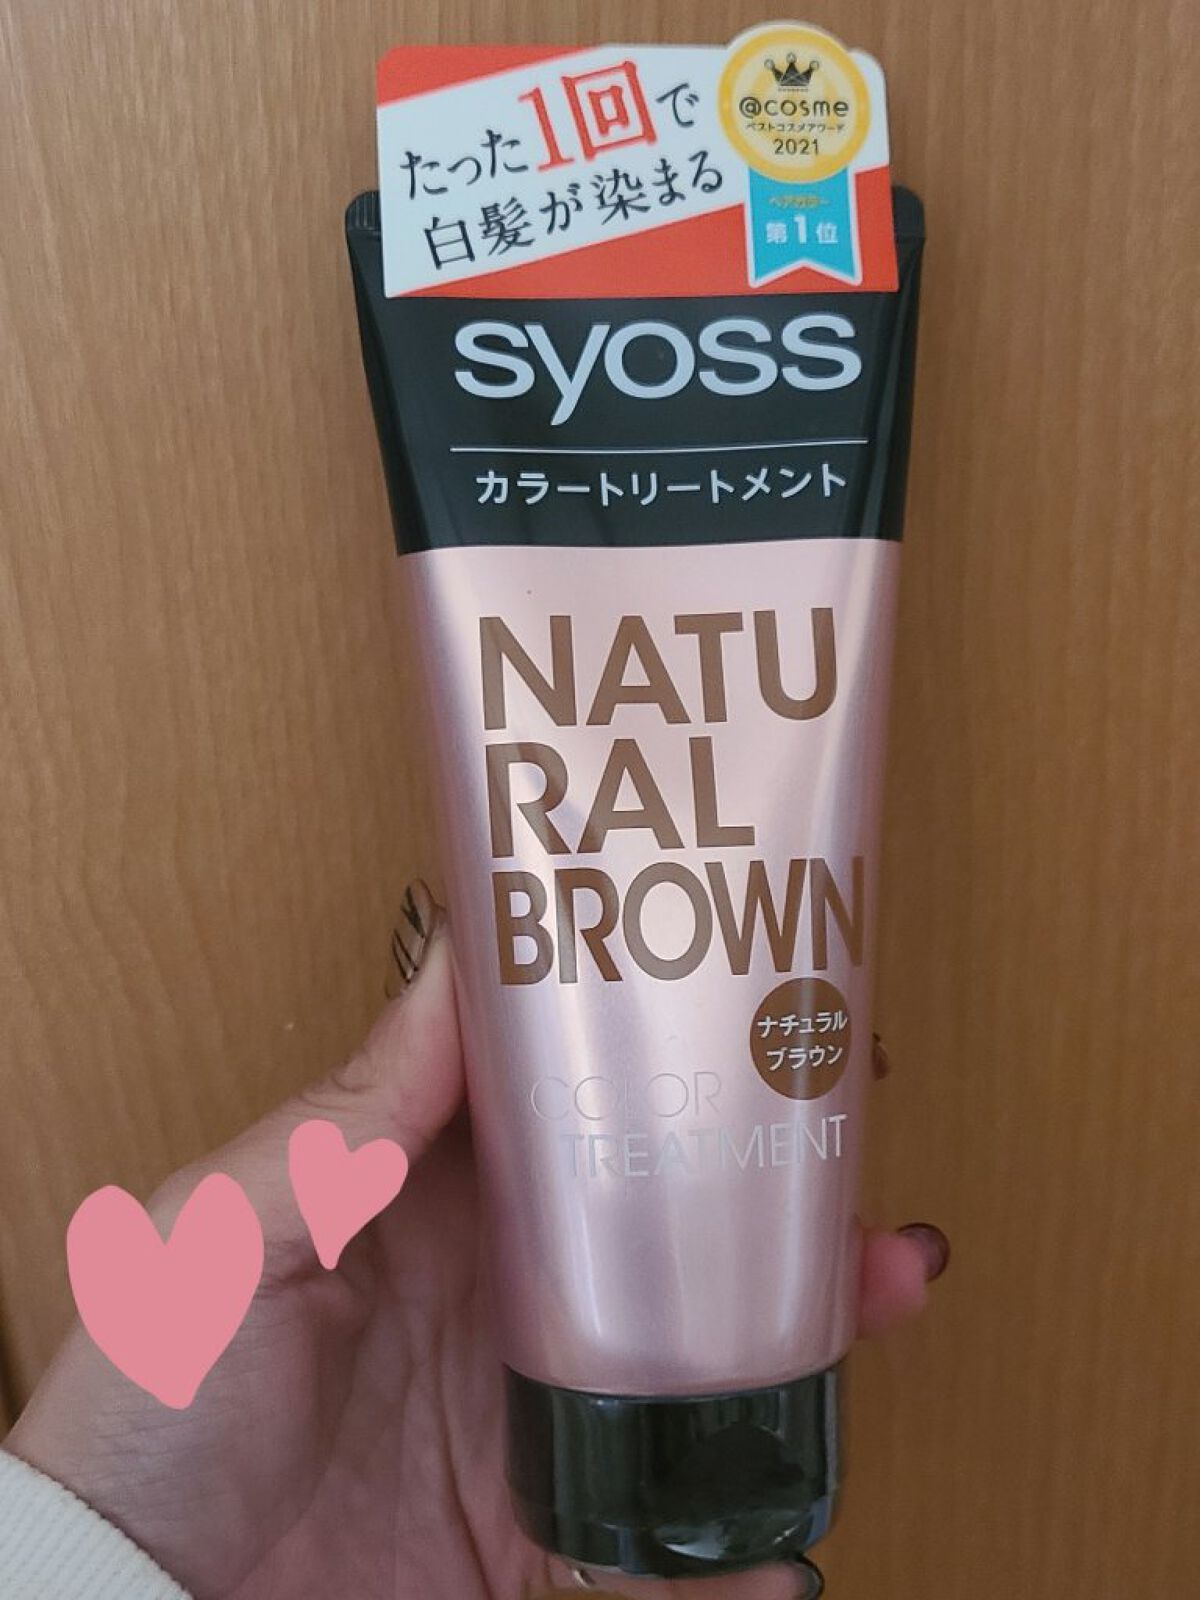 たった1回で
白髪が染まる
@cosme
ベストコスメアワード
2021
ヘアカラー
第1位
syoss
カラートリートメント
NATU
RAL
BROWN
ナチュラル
ブラウン
COLOR
TREATMENT